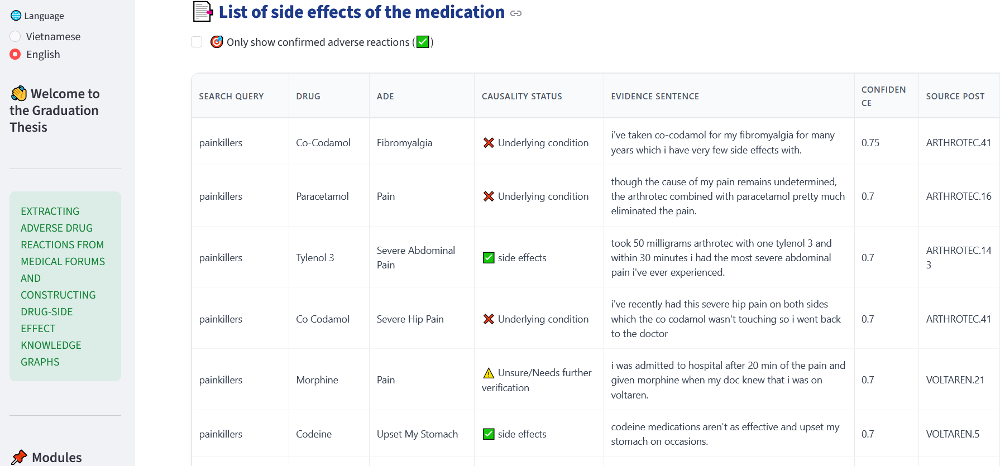 Language
Vietnamese
English
Welcome to
the Graduation
Thesis
EXTRACTING
ADVERSE DRUG
REACTIONS FROM
MEDICAL FORUMS
AND
CONSTRUCTING
DRUG-SIDE
EFFECT
KNOWLEDGE
GRAPHS
Modules
List of side effects of the medication
Only show confirmed adverse reactions (✅)
SEARCH QUERY
DRUG
ADE
CAUSALITY STATUS
EVIDENCE SENTENCE
CONFIDEN
CE
SOURCE POST
painkillers
Co-Codamol
Fibromyalgia
❌ Underlying condition
i've taken co-codamol for my fibromyalgia for many
years which i have very few side effects with.
0.75
ARTHROTEC.41
painkillers
Paracetamol
Pain
❌ Underlying condition
though the cause of my pain remains undetermined,
the arthrotec combined with paracetamol pretty much
eliminated the pain.
0.7
ARTHROTEC.16
painkillers
Tylenol 3
Severe Abdominal
Pain
✅ side effects
took 50 milligrams arthrotec with one tylenol 3 and
within 30 minutes i had the most severe abdominal
pain i've ever experienced.
0.7
ARTHROTEC.14
3
painkillers
Co Codamol
Severe Hip Pain
❌ Underlying condition
i've recently had this severe hip pain on both sides
which the co codamol wasn't touching so i went back
to the doctor
0.7
ARTHROTEC.41
painkillers
Morphine
Pain
⚠️ Unsure/Needs further
verification
i was admitted to hospital after 20 min of the pain and
given morphine when my doc knew that i was on
voltaren.
0.7
VOLTAREN.21
painkillers
Codeine
Upset My Stomach
✅ side effects
codeine medications aren't as effective and upset my
stomach on occasions.
0.7
VOLTAREN.5